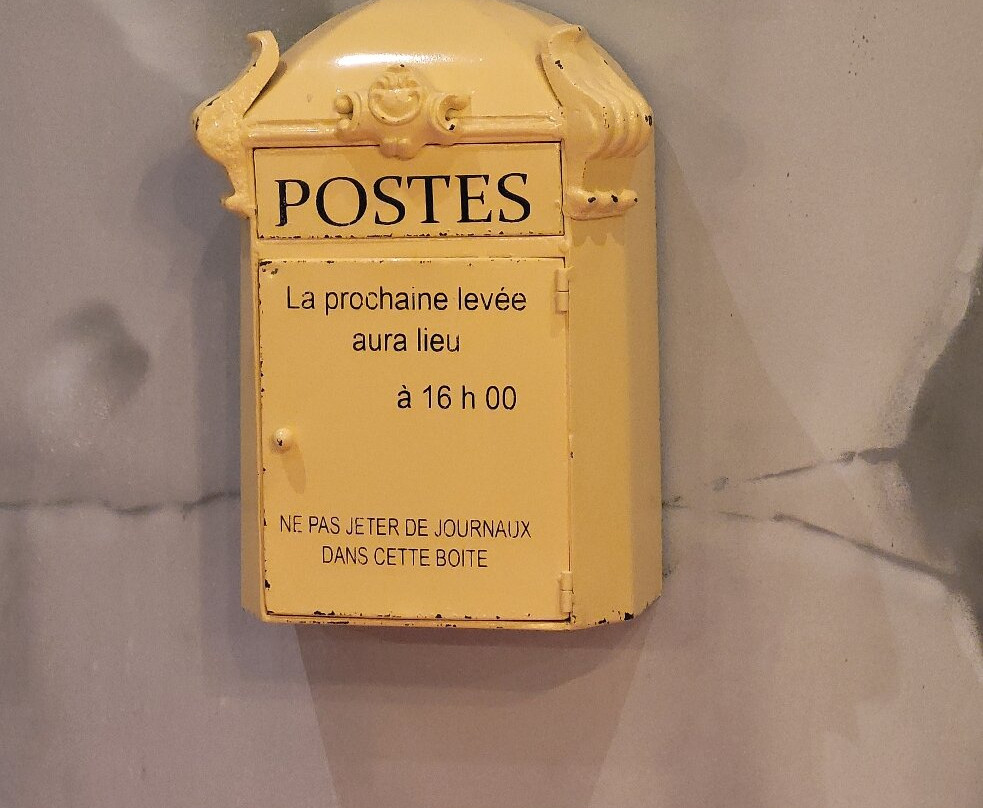 POSTES
La prochaine levée
aura lieu
à 16 h 00
NE PAS JETER DE JOURNAUX
DANS CETTE BOITE